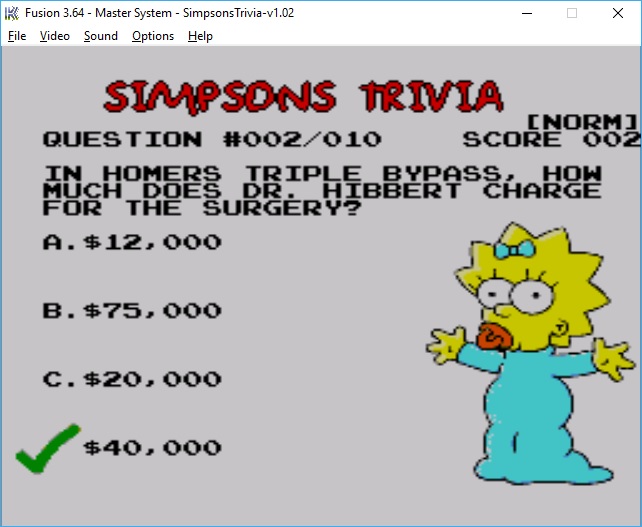 Fusion 3.64 - Master System - SimpsonsTrivia-v1.02
File Video Sound Options Help
SIMPSONS TRIVIA
[NORM]
QUESTION #002/010 SCORE 002
IN HOMERS TRIPLE BYPASS, HOW
MUCH DOES DR. HIBBERT CHARGE
FOR THE SURGERY?
A.$12,000
B.$75,000
C.$20,000
$40,000